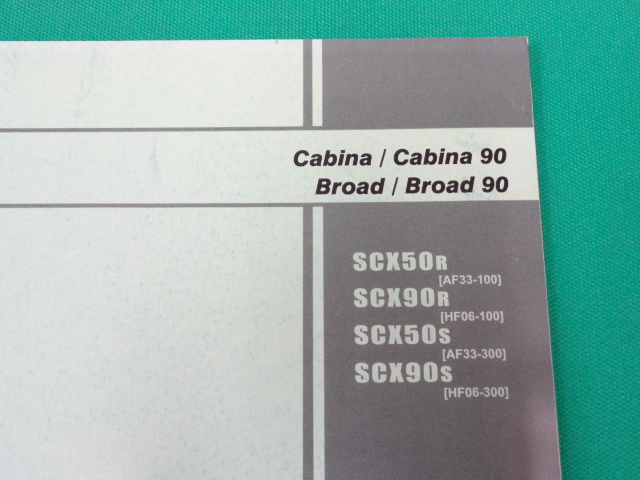 Cabina / Cabina 90
Broad / Broad 90
SCX50R
[AF33-100]
SCX90R
[HF06-100]
SCX50S
[AF33-300]
SCX90S
[HF06-300]